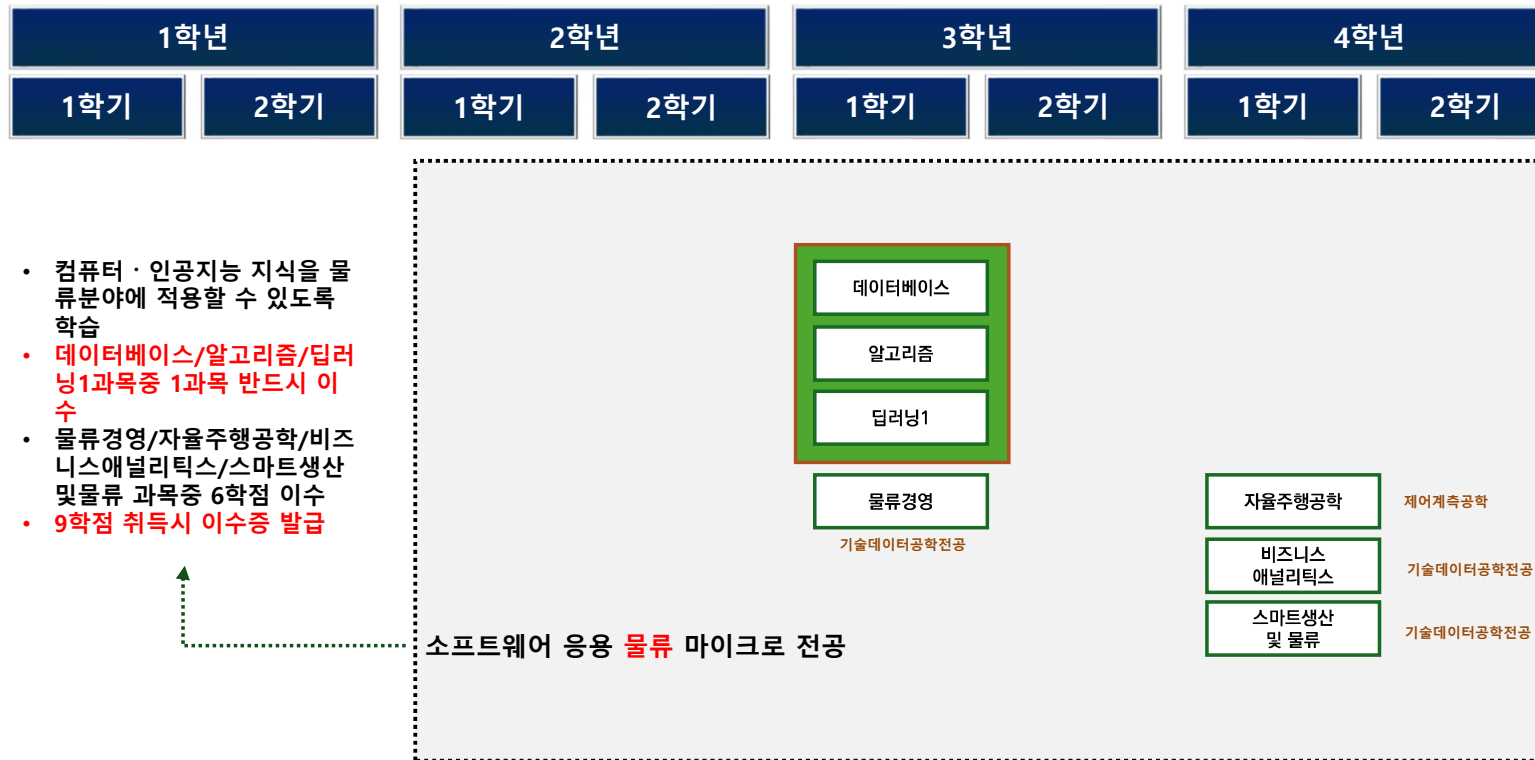 1학년
2학년
3학년
4학년
1학기
2학기
1학기
2학기
1학기
2학기
1학기
2학기
• 컴퓨터 · 인공지능 지식을 물
류분야에 적용할 수 있도록
학습
• 데이터베이스/알고리즘/딥러
닝1과목중 1과목 반드시 이
수
• 물류경영/자율주행공학/비즈
니스애널리틱스/스마트생산
및물류 과목중 6학점 이수
• 9학점 취득시 이수증 발급
데이터베이스
알고리즘
딥러닝1
물류경영
기술데이터공학전공
자율주행공학
제어계측공학
비즈니스
애널리틱스
기술데이터공학전공
스마트생산
및 물류
기술데이터공학전공
소프트웨어 응용 물류 마이크로 전공